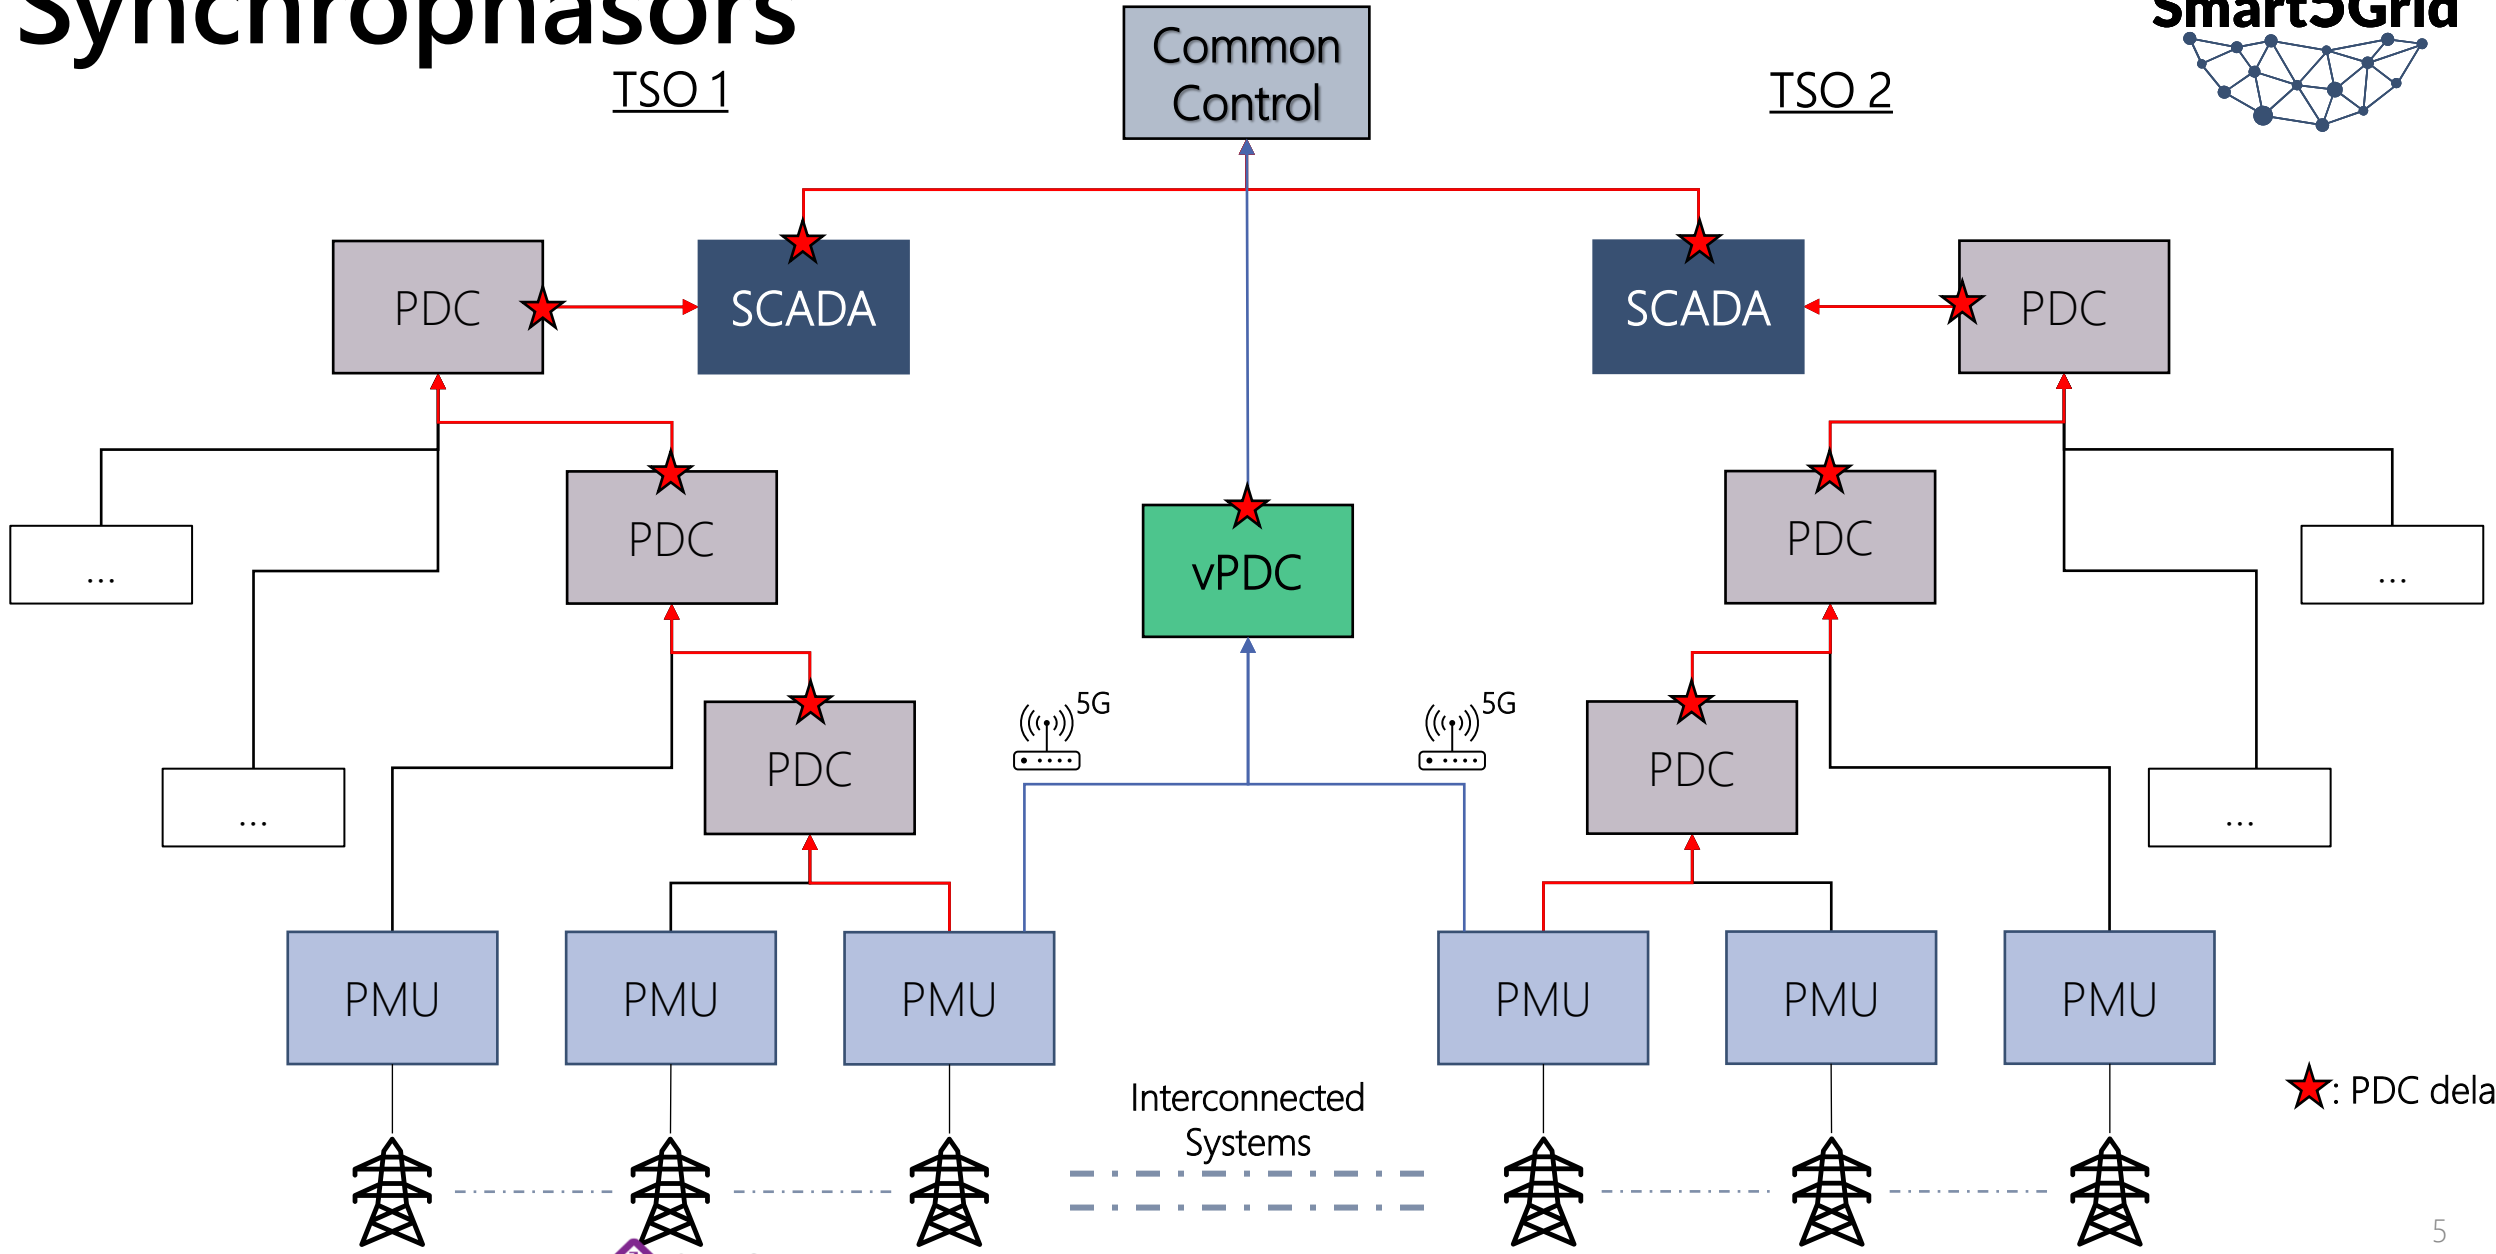 Synchrophasors
Smart5Grid
TSO 1
Common
Control
TSO 2
PDC
SCADA
SCADA
PDC
PDC
vPDC
PDC
...
...
PDC
5G
5G
PDC
...
...
PMU
PMU
PMU
PMU
PMU
PMU
Interconnected
Systems
: PDC dela
5